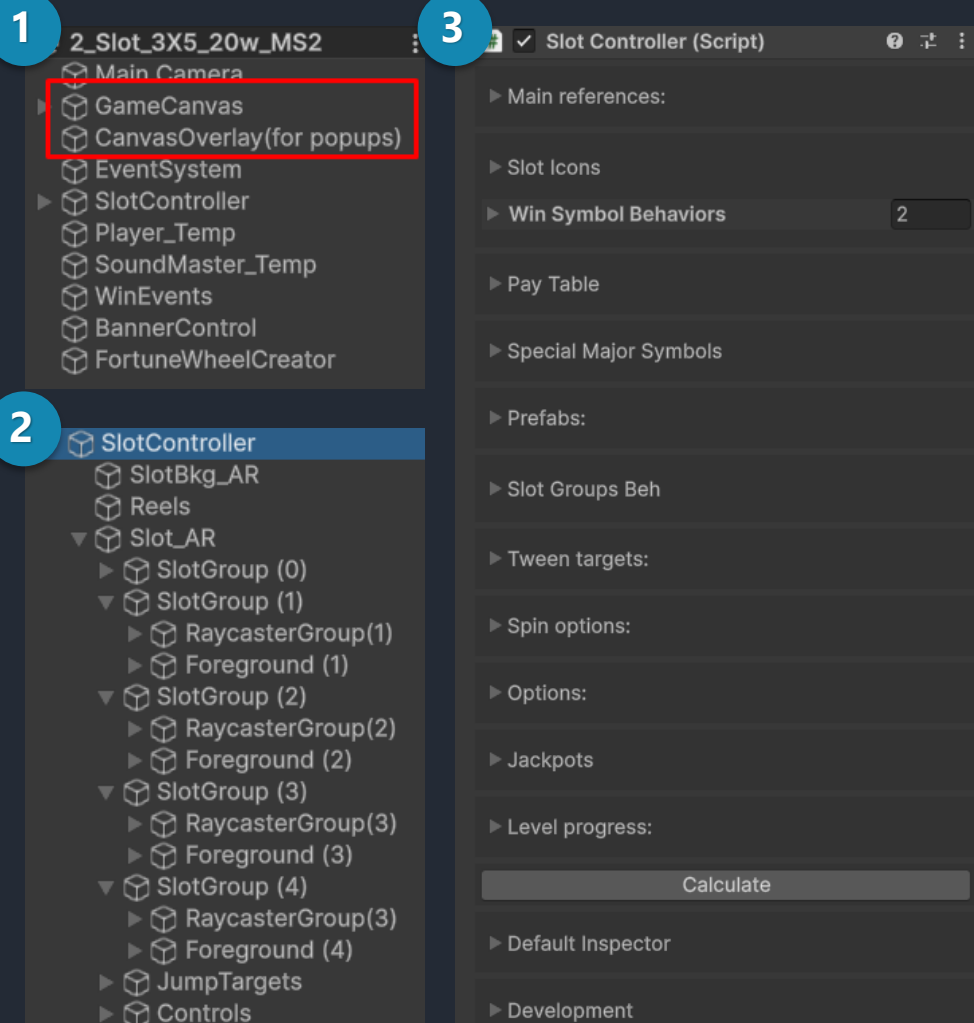 1
2_Slot_3X5_20w_MS2
Main Camera
GameCanvas
CanvasOverlay(for popups)
EventSystem
SlotController
Player_Temp
SoundMaster_Temp
WinEvents
BannerControl
FortuneWheelCreator
2
SlotController
SlotBkg_AR
Reels
Slot_AR
SlotGroup (0)
SlotGroup (1)
RaycasterGroup(1)
Foreground (1)
SlotGroup (2)
RaycasterGroup(2)
Foreground (2)
SlotGroup (3)
RaycasterGroup(3)
Foreground (3)
SlotGroup (4)
RaycasterGroup(3)
Foreground (4)
JumpTargets
Controls
3
# Slot Controller (Script)
Main references:
Slot Icons
Win Symbol Behaviors 2
Pay Table
Special Major Symbols
Prefabs:
Slot Groups Beh
Tween targets:
Spin options:
Options:
Jackpots
Level progress:
Calculate
Default Inspector
Development